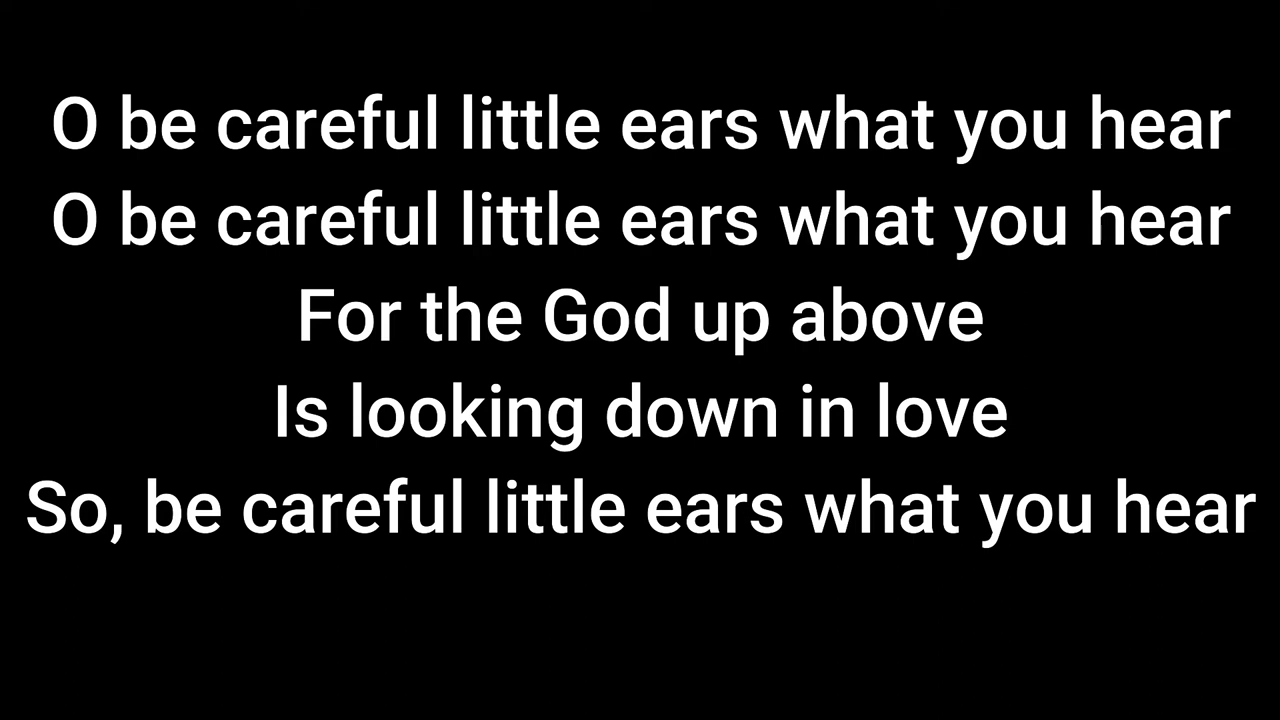 O be careful little ears what you hear
O be careful little ears what you hear
For the God up above
Is looking down in love
So, be careful little ears what you hear